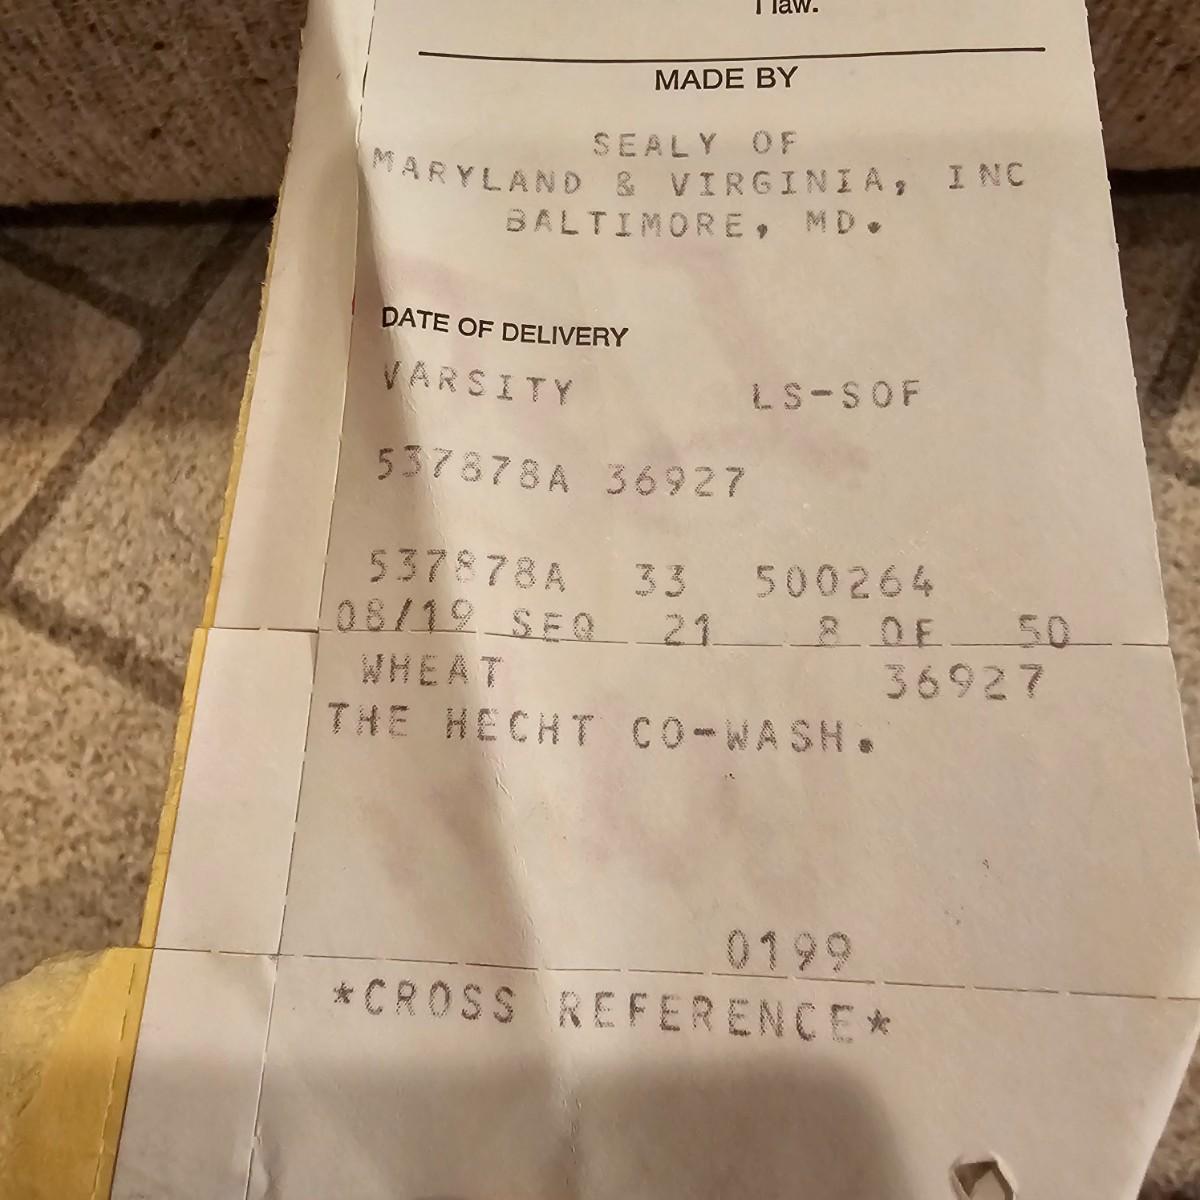 law.
MADE BY
SEALY OF
MARYLAND & VIRGINIA, INC
BALTIMORE, MD.
DATE OF DELIVERY
VARSITY LS-SOF
537878A 36927
537878A 33 500264
08/19 SEQ 21 8 OF 50
WHEAT 36927
THE HECHT CO-WASH.
0199
*CROSS REFERENCE*